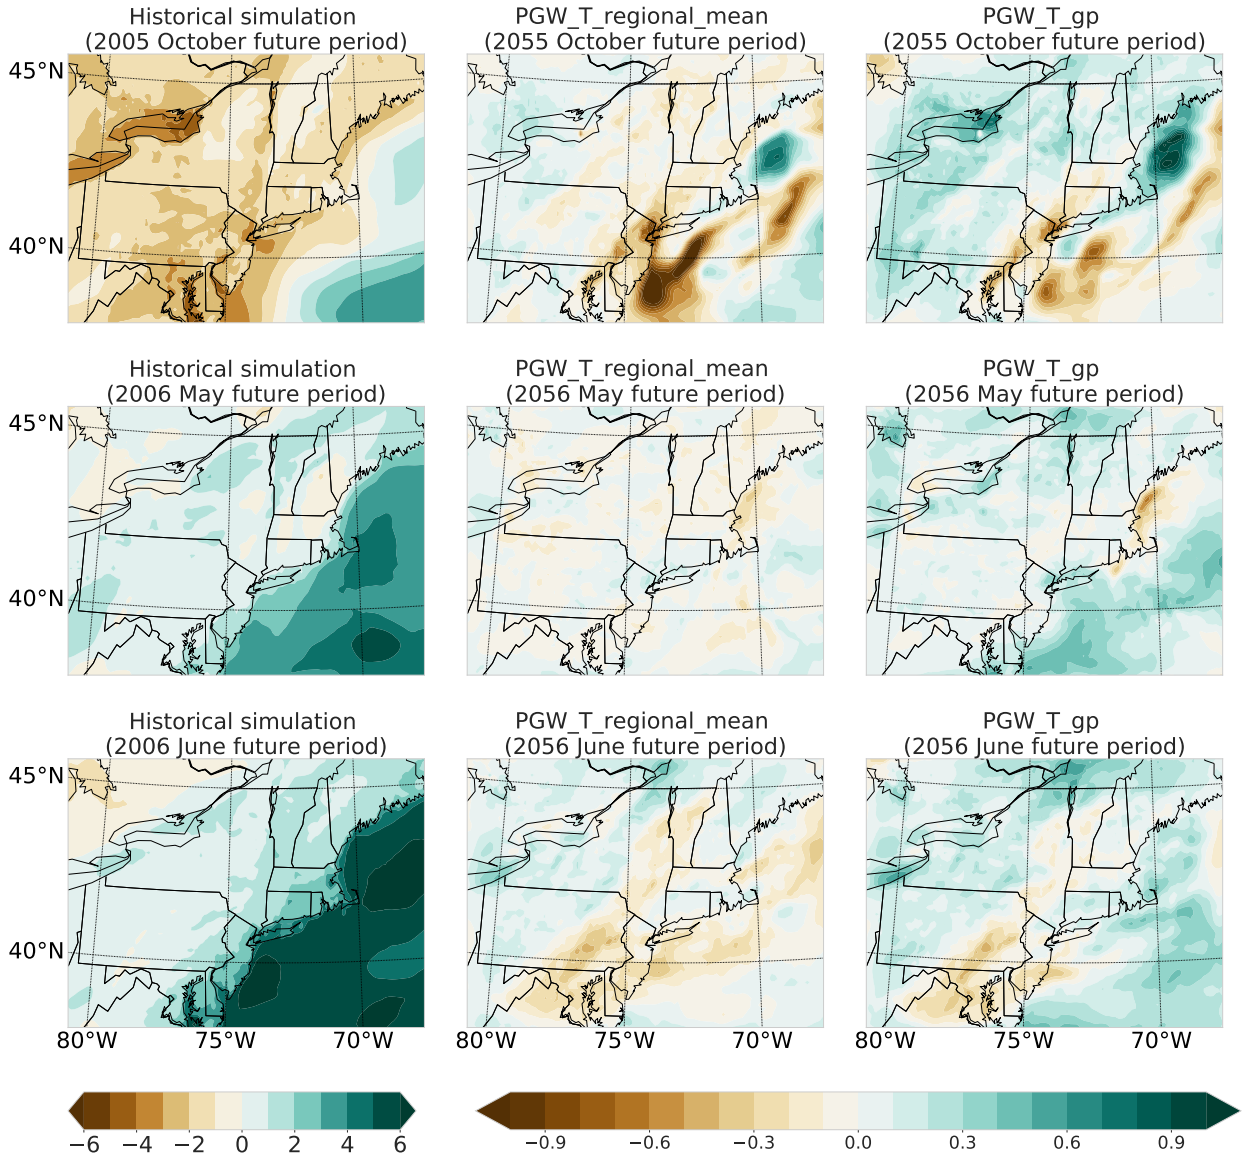 Historical simulation
(2005 October future period)
PGW_T_regional_mean
(2055 October future period)
PGW_T_gp
(2055 October future period)
45°N
40°N
Historical simulation
(2006 May future period)
PGW_T_regional_mean
(2056 May future period)
PGW_T_gp
(2056 May future period)
45°N
40°N
Historical simulation
(2006 June future period)
PGW_T_regional_mean
(2056 June future period)
PGW_T_gp
(2056 June future period)
45°N
40°N
80°W 75°W 70°W
80°W 75°W 70°W
80°W 75°W 70°W
−6 −4 −2 0 2 4 6
−0.9 −0.6 −0.3 0.0 0.3 0.6 0.9